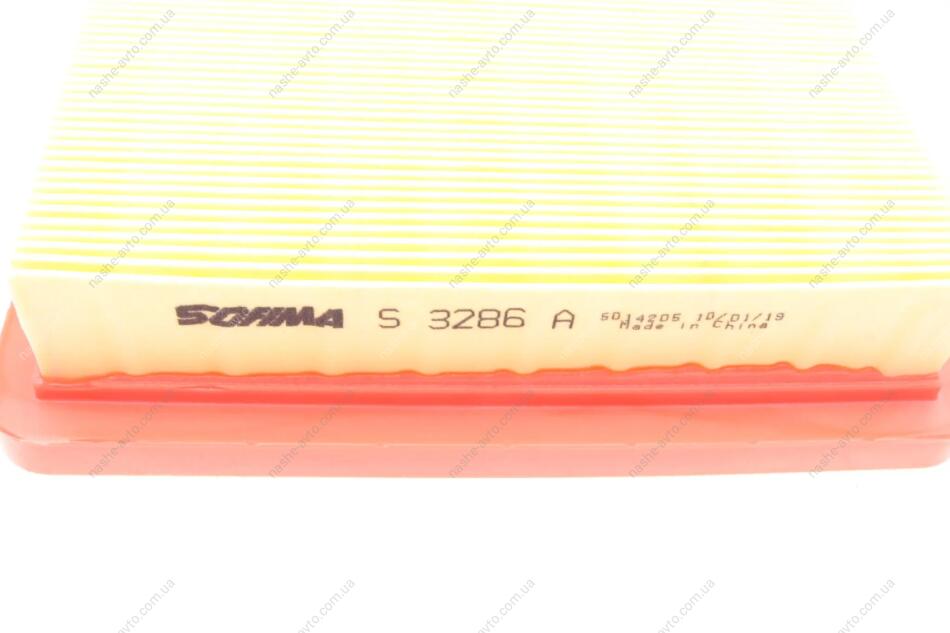 SOFIMA S 3286 A 5014205 10/01/19
Made in China
nashe-avto.com.ua